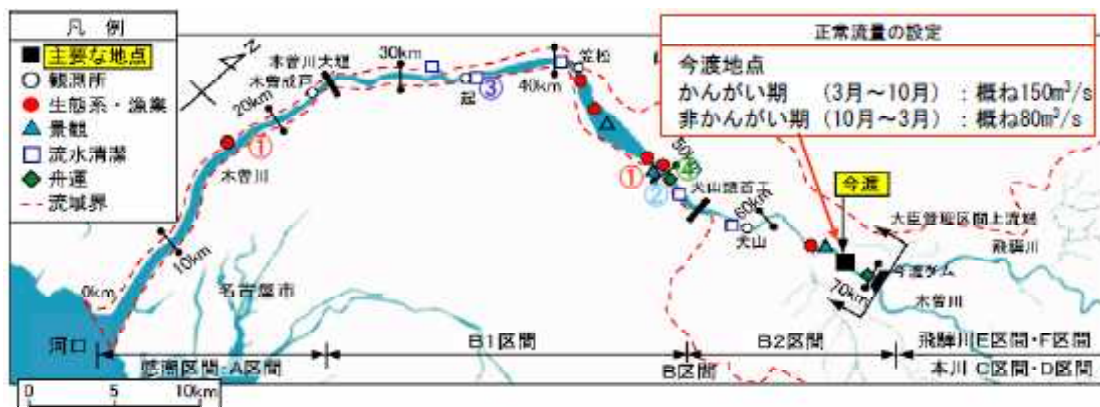 凡 例
主要な地点
観測所
生態系・漁業
景観
流水清潔
舟運
流域界
正常流量の設定
今渡地点
かんがい期 (3月～10月) : 概ね150m³/s
非かんがい期 (10月～3月) : 概ね80m³/s
木曽川大堰
木曽成戸
30km
起
③
40km
笠松
20km
①
木曽川
10km
0km
名古屋市
河口
50km
④
①
②
犬山頭首工
60km
犬山
今渡
大臣管理区間上流端
飛騨川
今渡ダム
70km
木曽川
感潮区間・A区間
B1区間
B区間
B2区間
飛騨川E区間・F区間
本川 C区間・D区間
0 5 10km